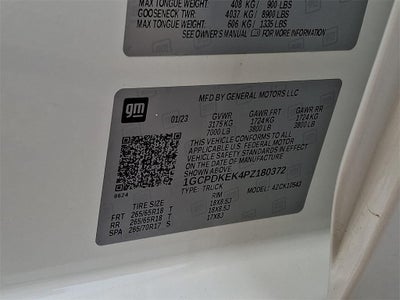 MAX TONGUE WEIGHT: 408 KG / 900 LBS
GOOSENECK TWR: 4037 KG / 8900 LBS
MAX TONGUE WEIGHT: 606 KG / 1335 LBS
SEE OWNER'S MANUAL FOR ADDITIONAL
gm
MFD BY GENERAL MOTORS LLC
01/23 GVWR GAWR FRT GAWR RR
3175 KG 1724 KG 1724 KG
7000 LB 3800 LB 3800 LB
THIS VEHICLE CONFORMS TO ALL
APPLICABLE U.S. FEDERAL MOTOR
VEHICLE SAFETY STANDARDS IN EFFECT
ON THE DATE OF MANUFACTURE
SHOWN ABOVE.
1GCPDKEK4PZ180372
TYPE: TRUCK MODEL: A1CK10543
8624
TIRE SIZE RIM
FRT 265/65R18 T 18X8.5J
RR 265/65R18 T 18X8.5J
SPA 265/70R17 S 17X8J